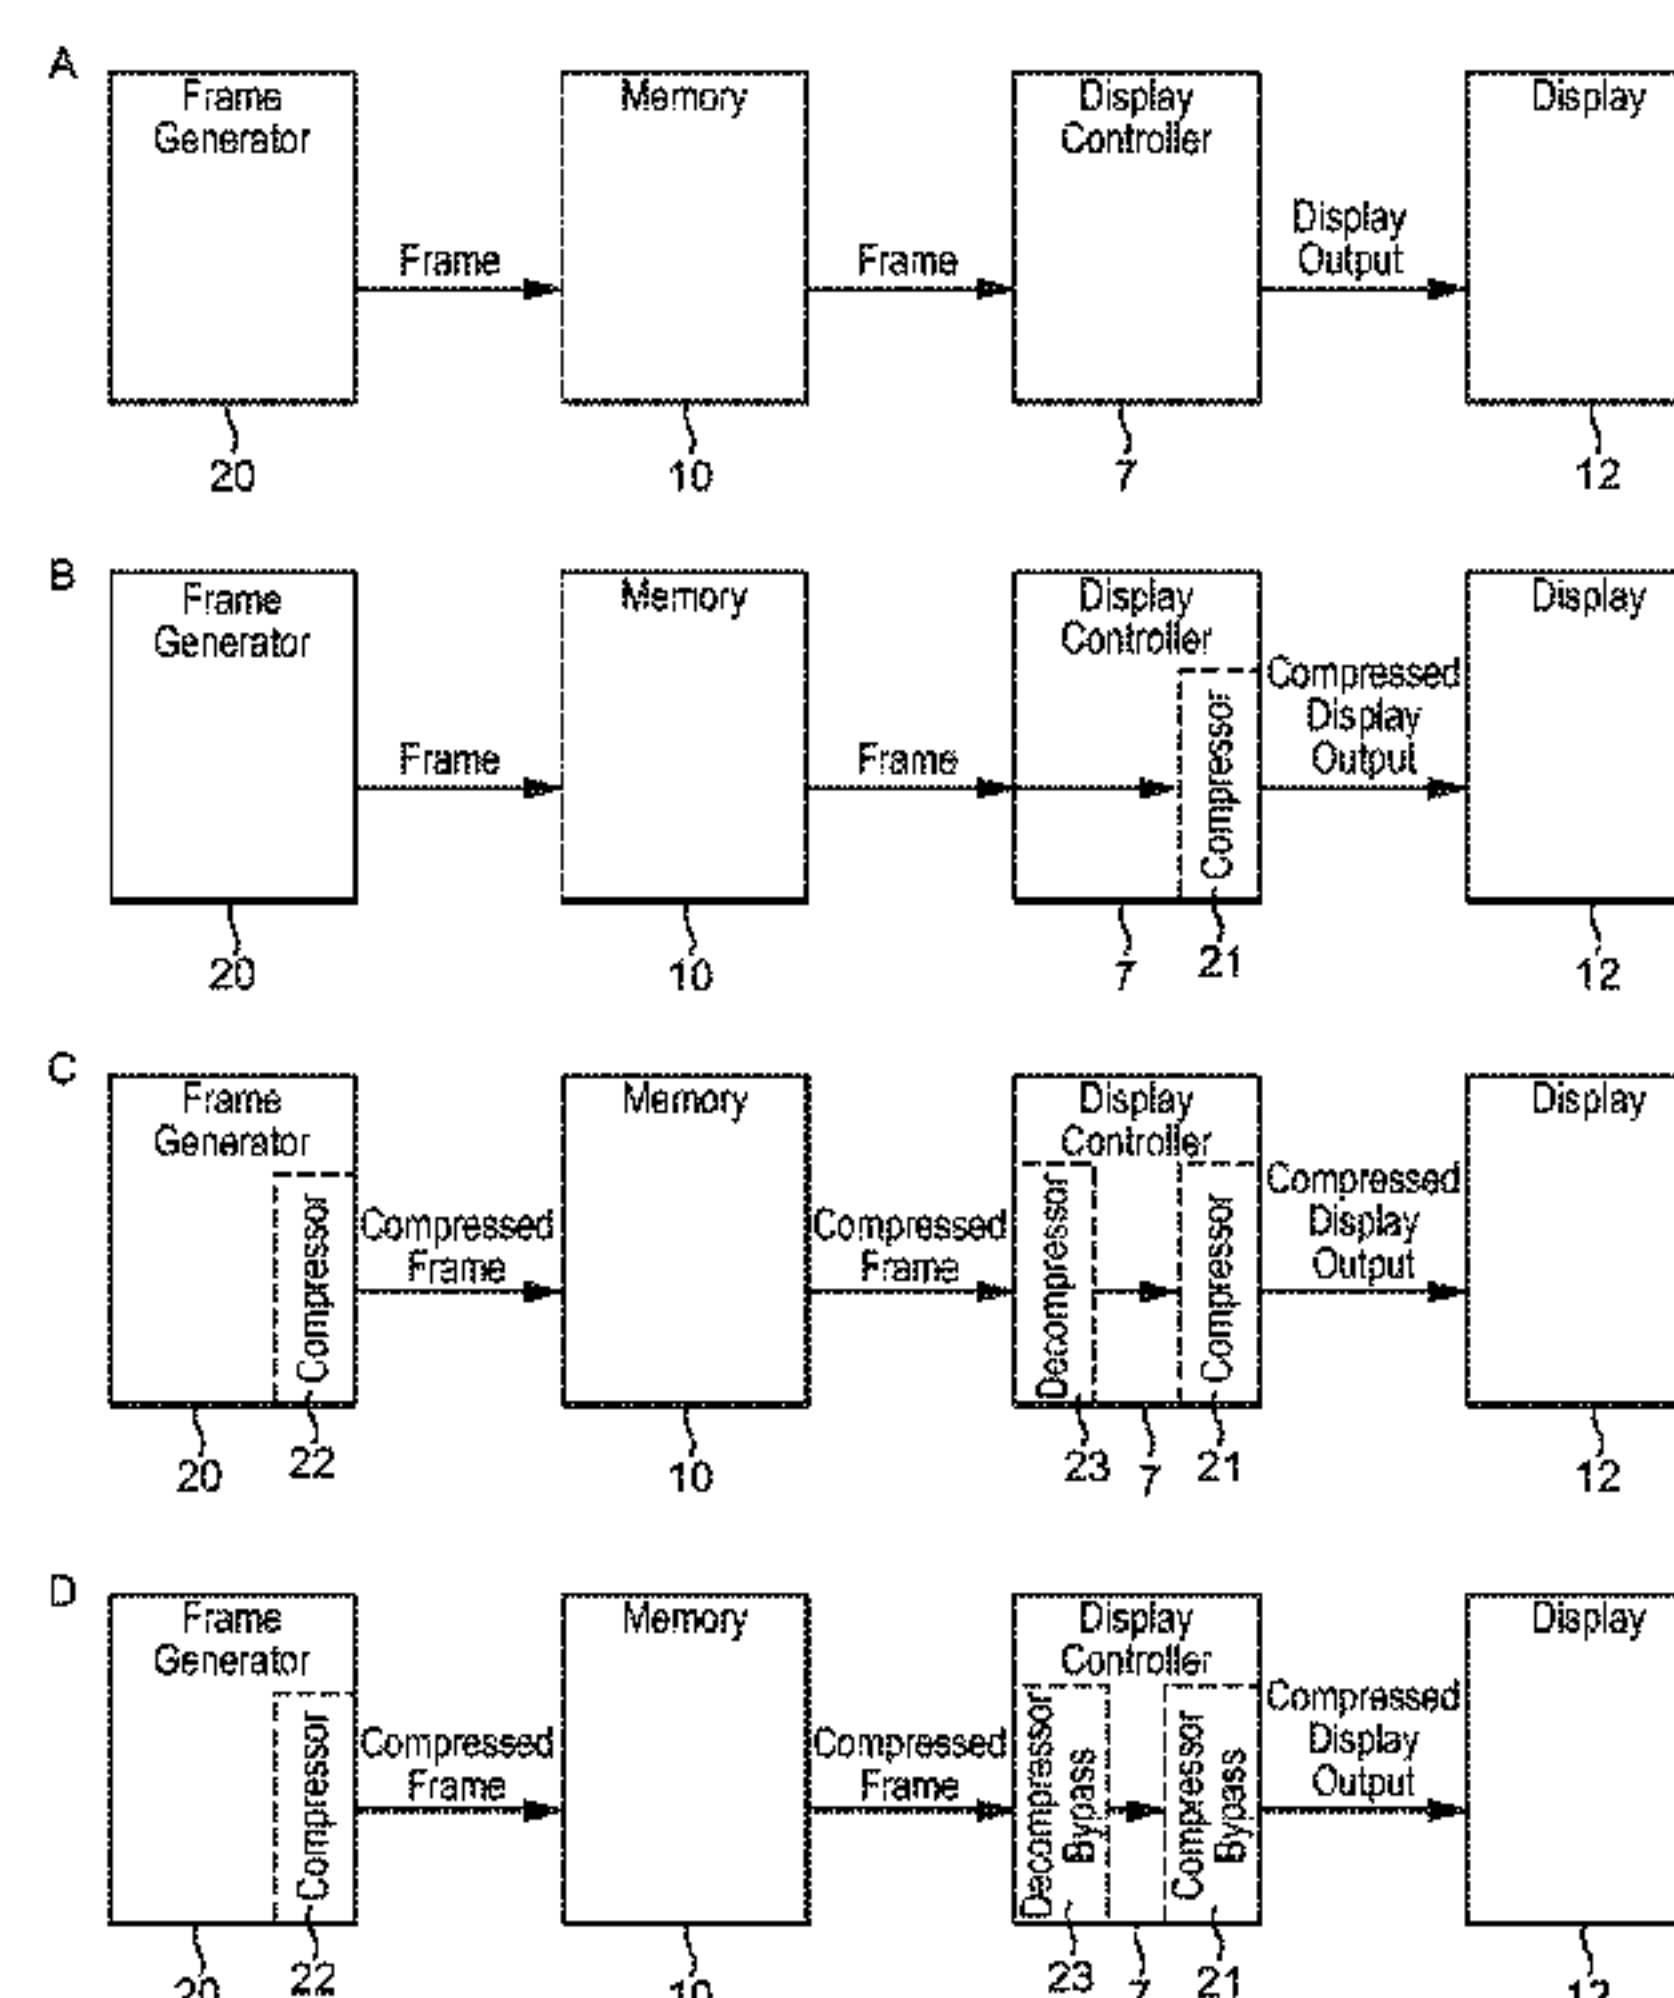 A
Frame
Generator
Memory
Display
Controller
Display
Frame
Frame
Display
Output
20
10
7
12
B
Frame
Generator
Memory
Display
Controller
Display
Frame
Frame
Compressor
Compressed
Display
Output
20
10
7
21
12
C
Frame
Generator
Memory
Display
Controller
Display
Compressor
Compressed
Frame
Compressed
Frame
Decompressor
Compressor
Compressed
Display
Output
20
22
10
23
7
21
12
D
Frame
Generator
Memory
Display
Controller
Display
Compressor
Compressed
Frame
Compressed
Frame
Decompressor
Bypass
Compressor
Bypass
Compressed
Display
Output
20
22
10
23
7
21
12